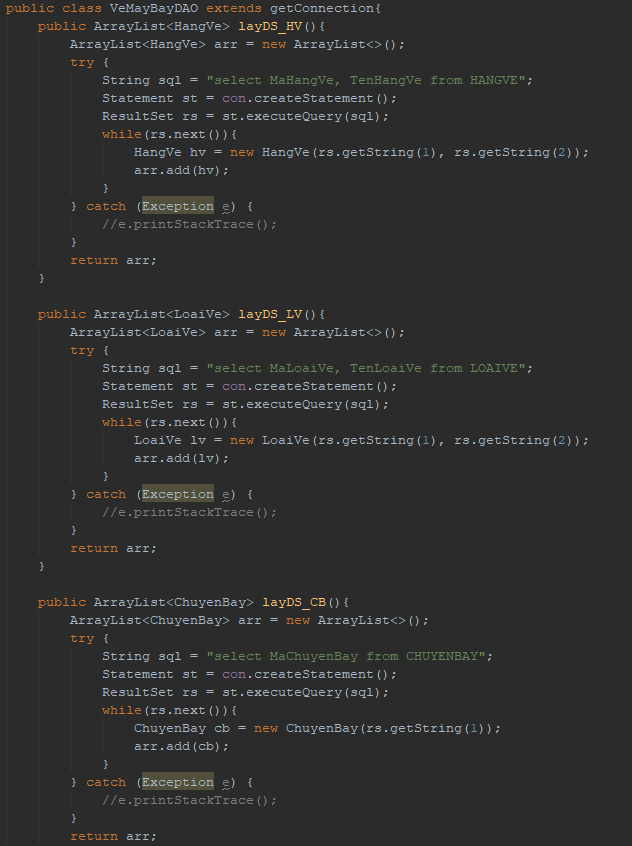 public class VeMayBayDAO extends getConnection{
    public ArrayList<HangVe> layDS_HV(){
        ArrayList<HangVe> arr = new ArrayList<>();
        try {
            String sql = "select MaHangVe, TenHangVe from HANGVE";
            Statement st = con.createStatement();
            ResultSet rs = st.executeQuery(sql);
            while(rs.next()){
                HangVe hv = new HangVe(rs.getString(1), rs.getString(2));
                arr.add(hv);
            }
        } catch (Exception e) {
            //e.printStackTrace();
        }
        return arr;
    }

    public ArrayList<LoaiVe> layDS_LV(){
        ArrayList<LoaiVe> arr = new ArrayList<>();
        try {
            String sql = "select MaLoaiVe, TenLoaiVe from LOAIVE";
            Statement st = con.createStatement();
            ResultSet rs = st.executeQuery(sql);
            while(rs.next()){
                LoaiVe lv = new LoaiVe(rs.getString(1), rs.getString(2));
                arr.add(lv);
            }
        } catch (Exception e) {
            //e.printStackTrace();
        }
        return arr;
    }

    public ArrayList<ChuyenBay> layDS_CB(){
        ArrayList<ChuyenBay> arr = new ArrayList<>();
        try {
            String sql = "select MaChuyenBay from CHUYENBAY";
            Statement st = con.createStatement();
            ResultSet rs = st.executeQuery(sql);
            while(rs.next()){
                ChuyenBay cb = new ChuyenBay(rs.getString(1));
                arr.add(cb);
            }
        } catch (Exception e) {
            //e.printStackTrace();
        }
        return arr;